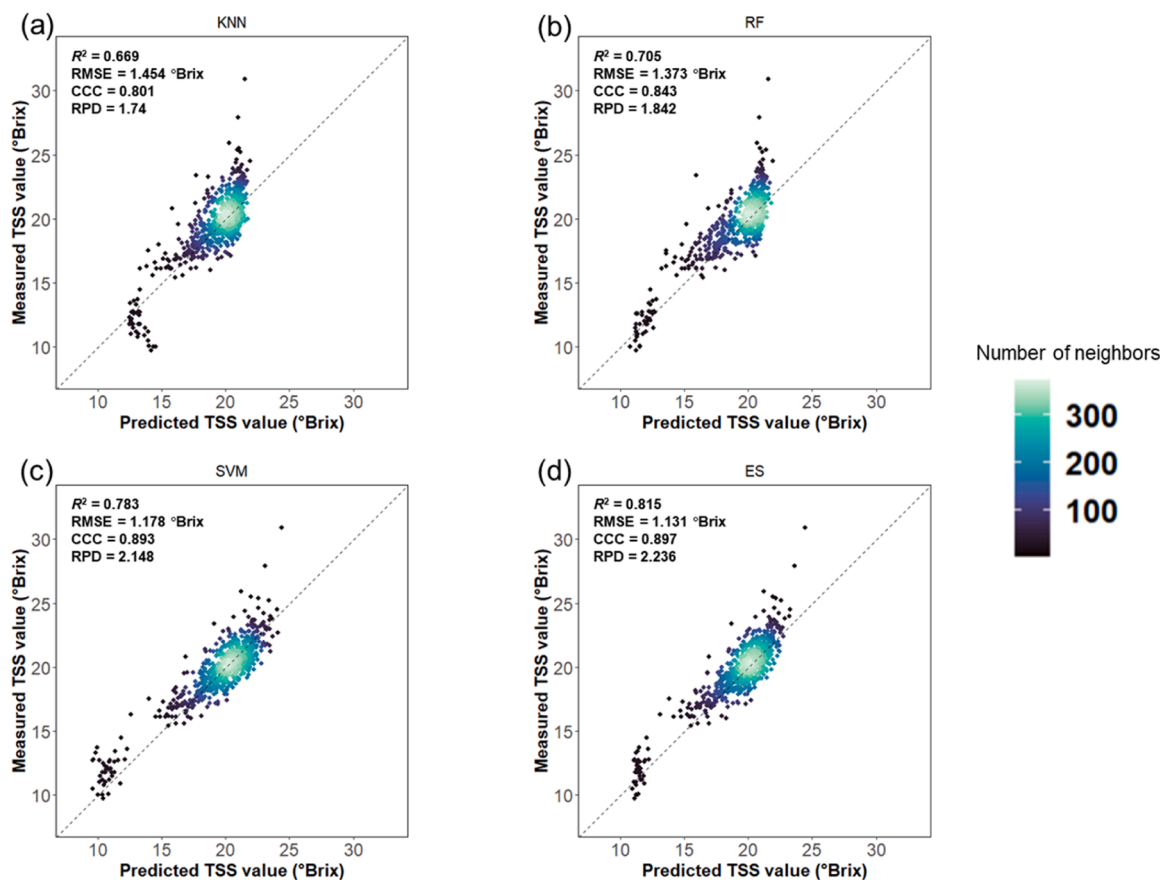 (a)
KNN
R² = 0.669
RMSE = 1.454 °Brix
CCC = 0.801
RPD = 1.74
30
25
20
15
10
Measured TSS value (°Brix)
10 15 20 25 30
Predicted TSS value (°Brix)
(b)
RF
R² = 0.705
RMSE = 1.373 °Brix
CCC = 0.843
RPD = 1.842
30
25
20
15
10
Measured TSS value (°Brix)
10 15 20 25 30
Predicted TSS value (°Brix)
(c)
SVM
R² = 0.783
RMSE = 1.178 °Brix
CCC = 0.893
RPD = 2.148
30
25
20
15
10
Measured TSS value (°Brix)
10 15 20 25 30
Predicted TSS value (°Brix)
(d)
ES
R² = 0.815
RMSE = 1.131 °Brix
CCC = 0.897
RPD = 2.236
30
25
20
15
10
Measured TSS value (°Brix)
10 15 20 25 30
Predicted TSS value (°Brix)
Number of neighbors
300
200
100